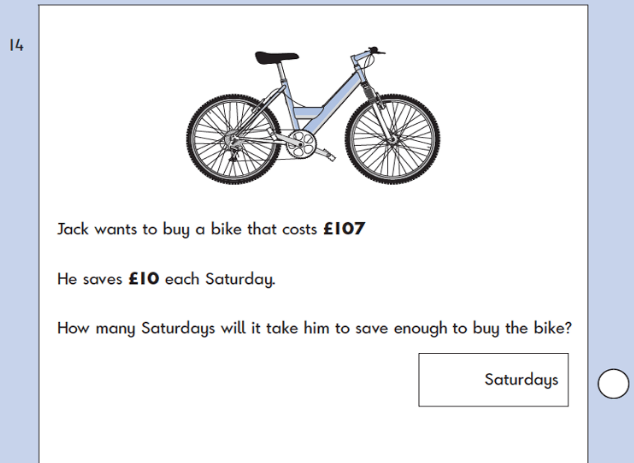 14
Jack wants to buy a bike that costs £107
He saves £10 each Saturday.
How many Saturdays will it take him to save enough to buy the bike?
Saturdays